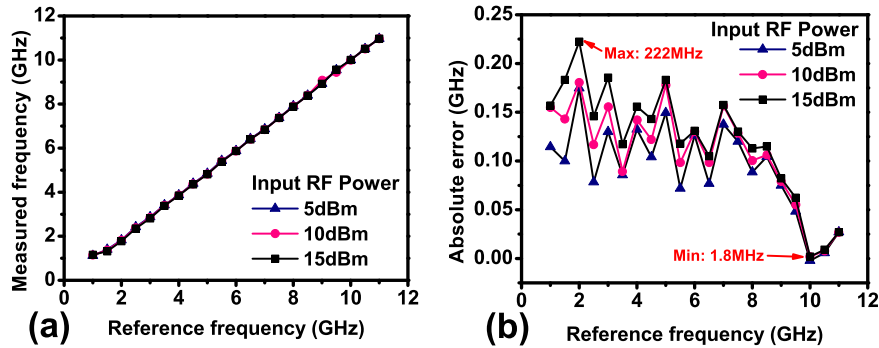 Measured frequency (GHz)
12
10
8
6
4
2
0
0 2 4 6 8 10 12
Reference frequency (GHz)
Input RF Power
5dBm
10dBm
15dBm
(a)
Absolute error (GHz)
0.25
0.20
0.15
0.10
0.05
0.00
0 2 4 6 8 10 12
Reference frequency (GHz)
Input RF Power
5dBm
10dBm
15dBm
Max: 222MHz
Min: 1.8MHz
(b)